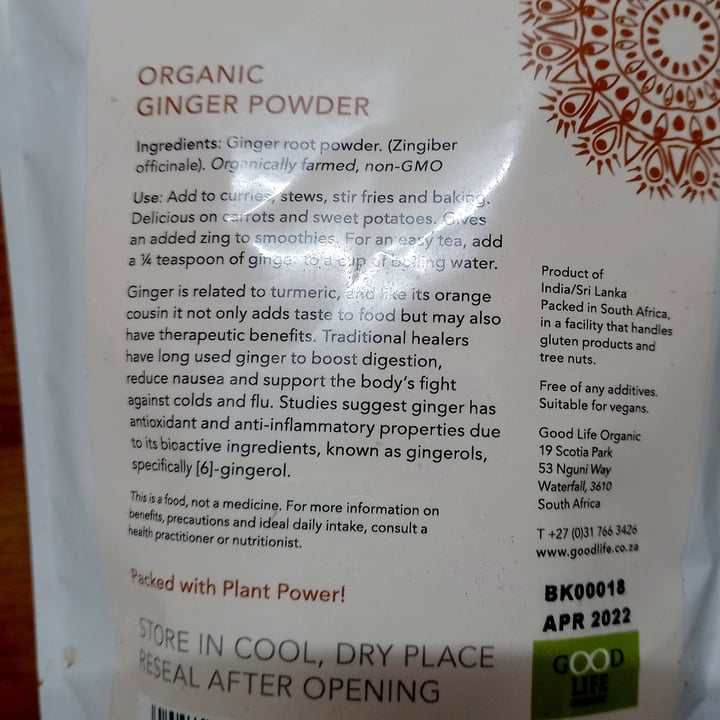 ORGANIC
GINGER POWDER
Ingredients: Ginger root powder. (Zingiber
officinale). Organically farmed, non-GMO
Use: Add to curries, stews, stir fries and baking.
Delicious on carrots and sweet potatoes. Gives
an added zing to smoothies. For an easy tea, add
a ¼ teaspoon of ginger to a cup of boiling water.
Ginger is related to turmeric, and like its orange
cousin it not only adds taste to food but may also
have therapeutic benefits. Traditional healers
have long used ginger to boost digestion,
reduce nausea and support the body's fight
against colds and flu. Studies suggest ginger has
antioxidant and anti-inflammatory properties due
to its bioactive ingredients, known as gingerols,
specifically [6]-gingerol.
This is a food, not a medicine. For more information on
benefits, precautions and ideal daily intake, consult a
health practitioner or nutritionist.
Packed with Plant Power!
STORE IN COOL, DRY PLACE
RESEAL AFTER OPENING
Product of
India/Sri Lanka
Packed in South Africa,
in a facility that handles
gluten products and
tree nuts.
Free of any additives.
Suitable for vegans.
Good Life Organic
19 Scotia Park
53 Nguni Way
Waterfall, 3610
South Africa
T +27 (0)31 766 3426
www.goodlife.co.za
BK00018
APR 2022
GOOD
LIFE
ORGANIC